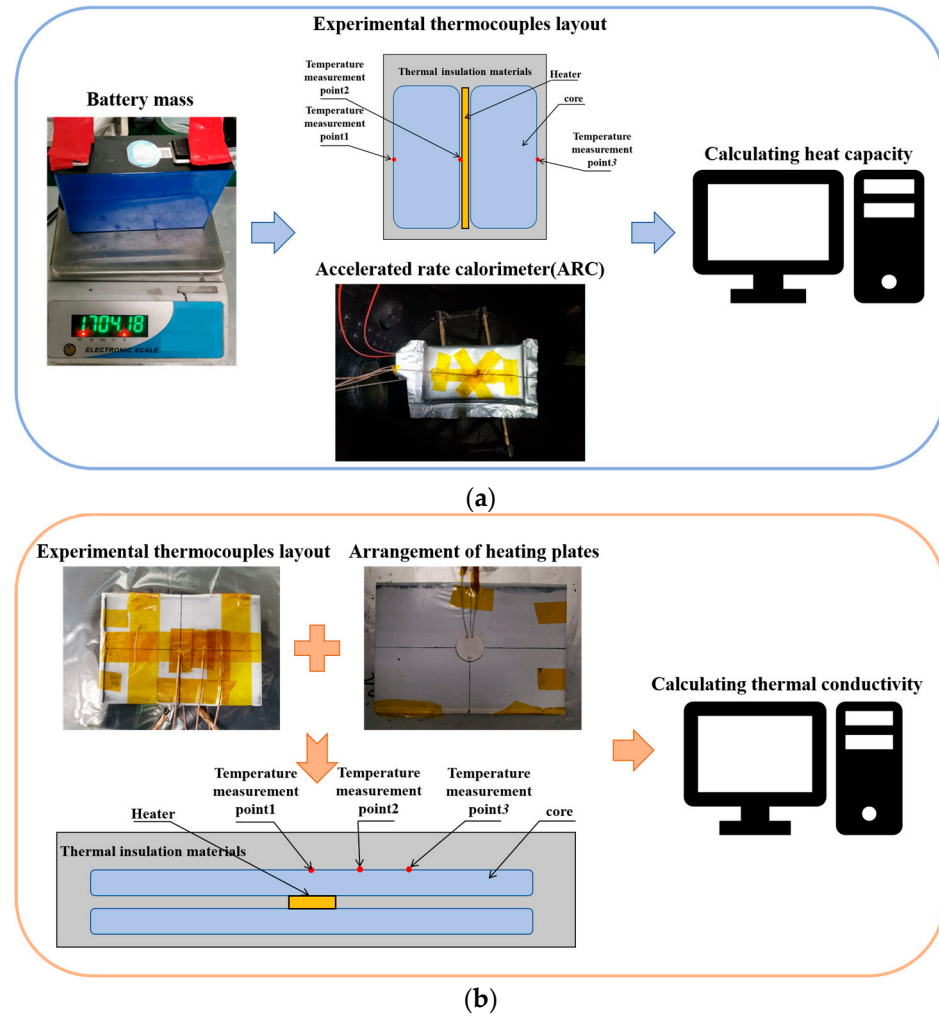 Experimental thermocouples layout
Battery mass
Temperature
measurement
point2
Temperature
measurement
point1
Thermal insulation materials
Heater
core
Temperature
measurement
point3
1704.18
ELECTRONIC SCALE
Accelerated rate calorimeter(ARC)
Calculating heat capacity
(a)
Experimental thermocouples layout
Arrangement of heating plates
Calculating thermal conductivity
Temperature
measurement
point1
Temperature
measurement
point2
Temperature
measurement
point3
Heater
core
Thermal insulation materials
(b)